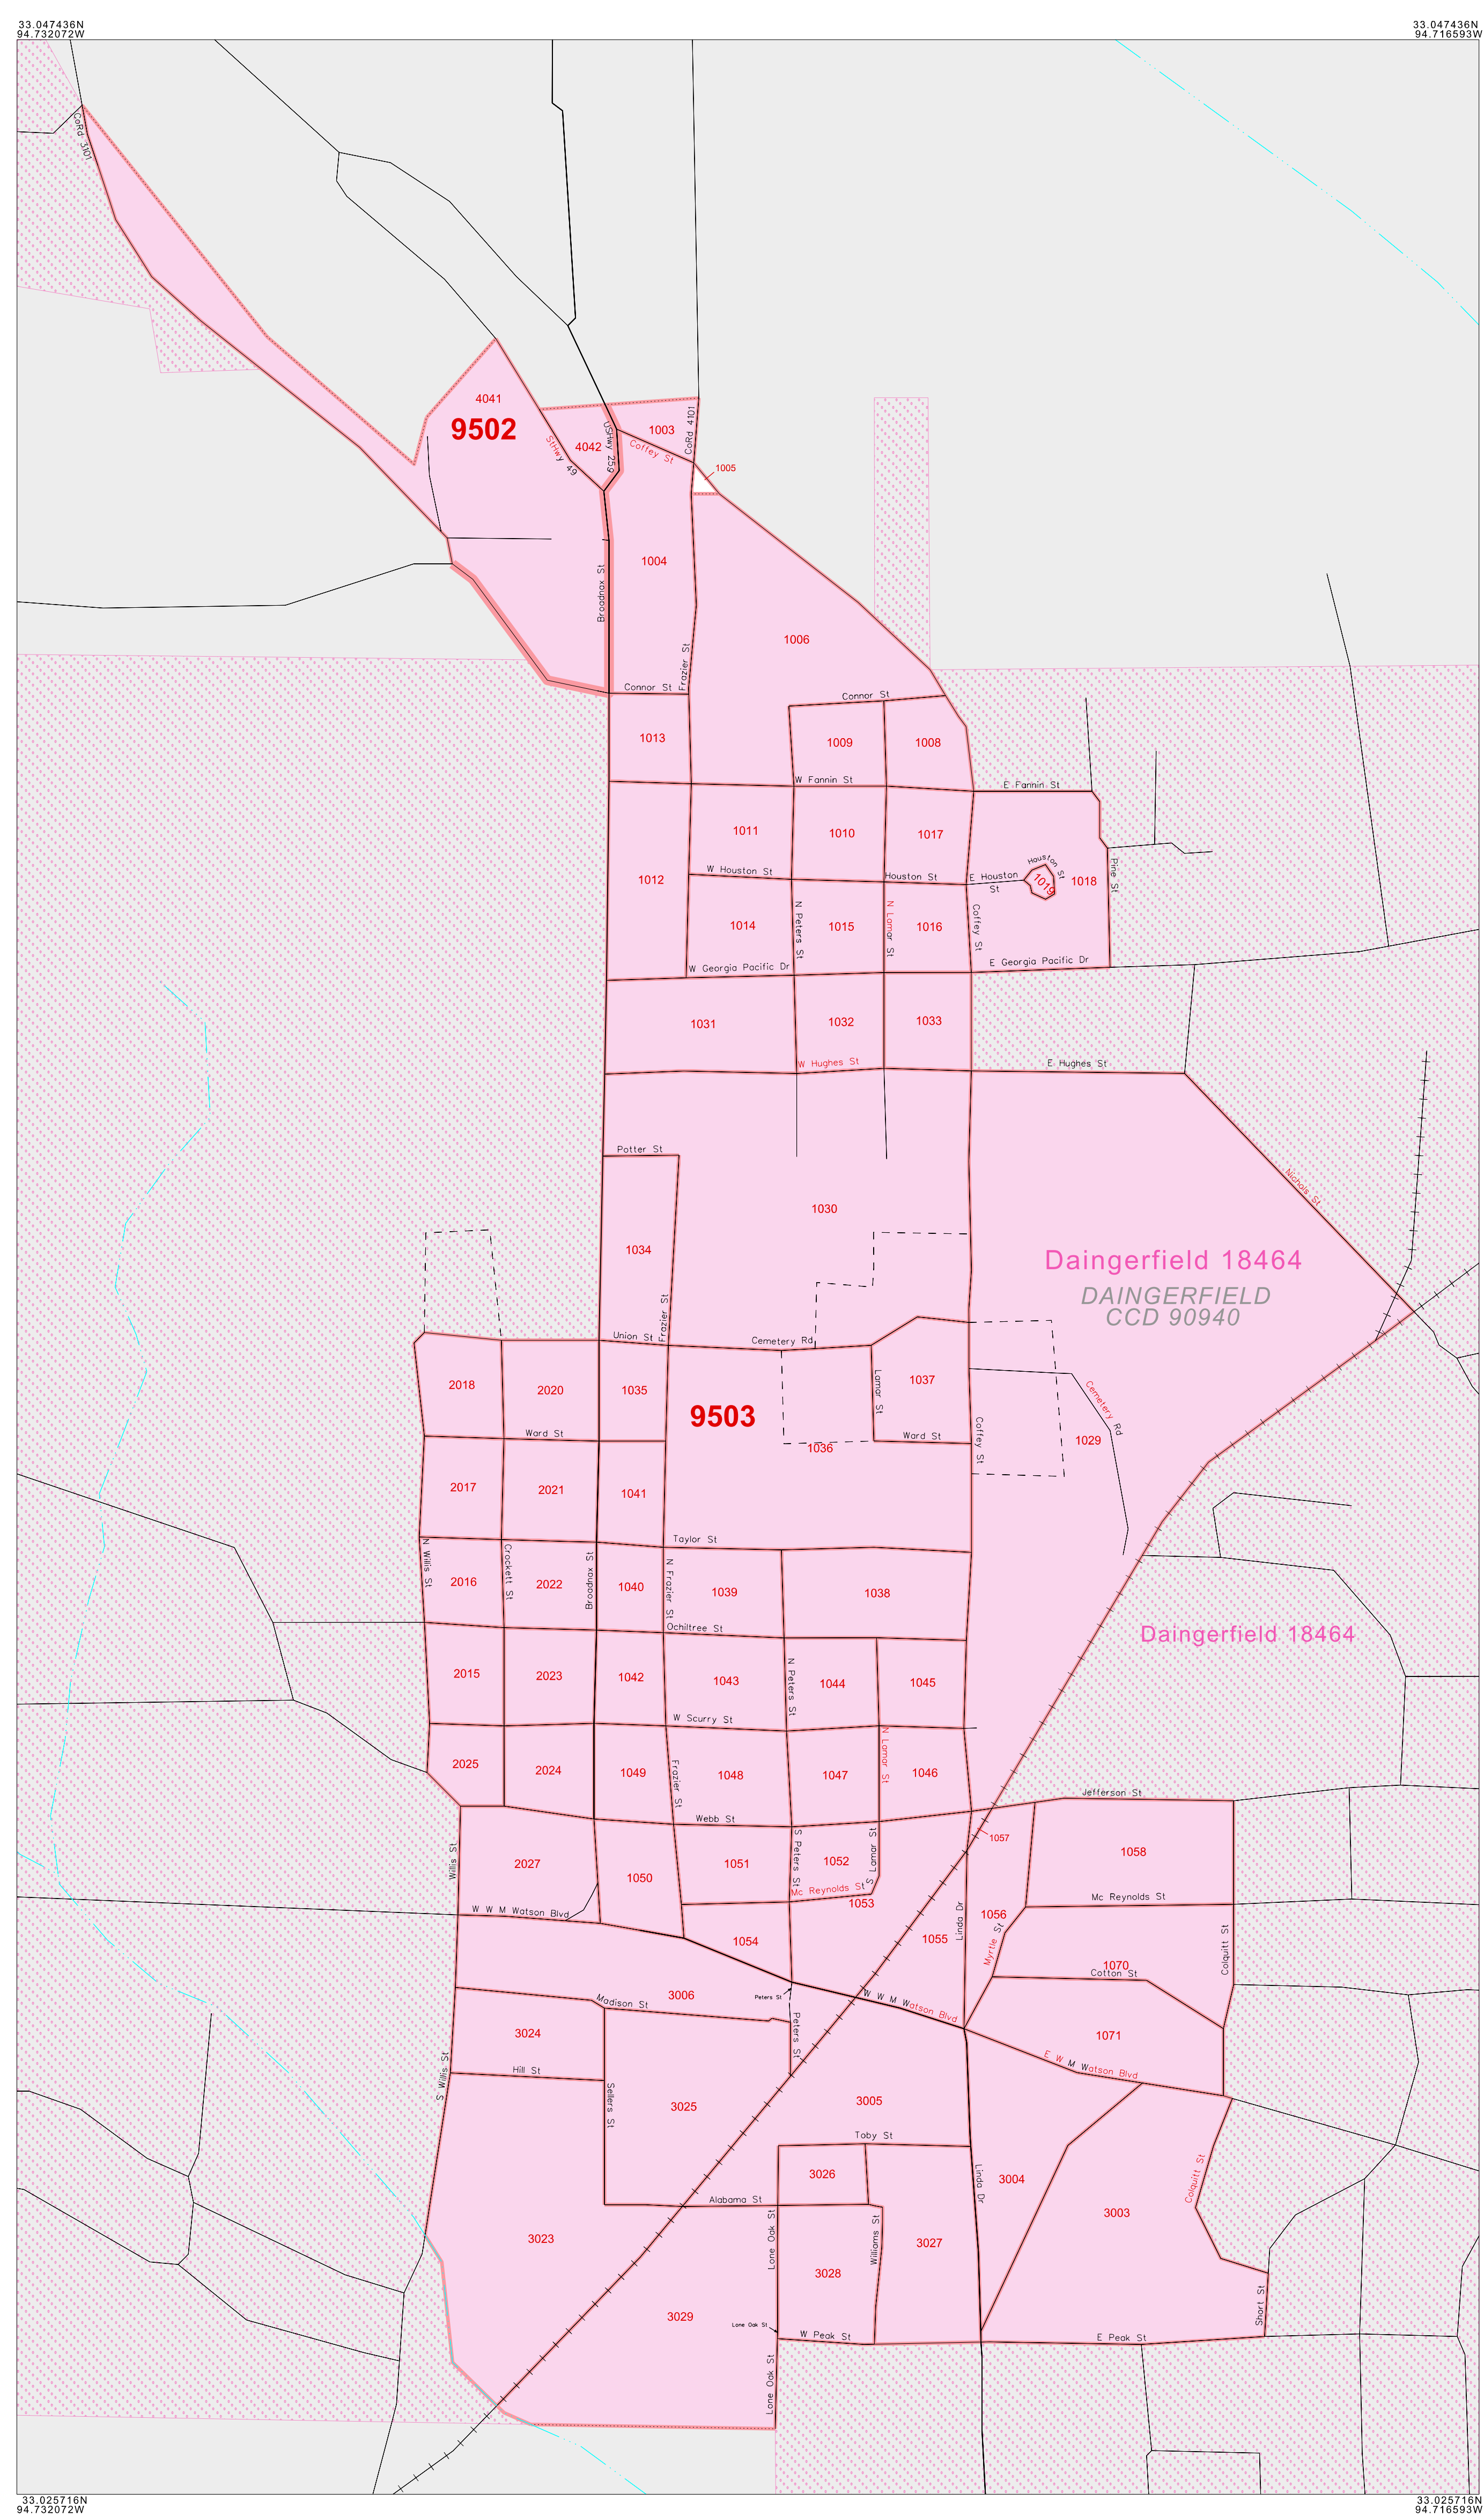 33.047436N
94.732072W
33.047436N
94.716593W
CoRd 3101
4041
9502
4042
StHwy 49
USHwy 259
1003
Coffey St
CoRd 4101
1005
1004
Broadnax St
1006
Frazier St
Connor St
Connor St
1013
1009
1008
W Fannin St
E Fannin St
1011
1010
1017
W Houston St
Houston St
E Houston St
Houston St
1019
1018
Pine St
1012
1014
N Peters St
1015
N Lamar St
1016
Coffey St
W Georgia Pacific Dr
E Georgia Pacific Dr
1031
1032
1033
W Hughes St
E Hughes St
Potter St
Nichols St
1030
1034
Daingerfield 18464
DAINGERFIELD
CCD 90940
Frazier St
Union St
Cemetery Rd
2018
2020
1035
9503
Lamar St
1037
Cemetery Rd
Ward St
Ward St
Coffey St
1029
1036
2017
2021
1041
Taylor St
N Willis St
2016
Crockett St
2022
Broadnax St
1040
N Frazier St
1039
1038
Ochiltree St
Daingerfield 18464
2015
2023
1042
1043
N Peters St
1044
1045
W Scurry St
2025
2024
1049
Frazier St
1048
1047
N Lamar St
1046
Jefferson St
Webb St
1057
Willis St
2027
1050
1051
S Peters St
1052
S Lamar St
1058
Mc Reynolds St
Mc Reynolds St
1053
W W M Watson Blvd
1054
1055
Linda Dr
1056
Myrtle St
1070
Cotton St
Colquitt St
3006
Peters St
W W M Watson Blvd
Madison St
Peters St
3024
1071
E W M Watson Blvd
Hill St
S Willis St
Sellers St
3025
3005
Toby St
3026
Linda Dr
3004
Colquitt St
Alabama St
3003
3023
Lone Oak St
Williams St
3027
3028
3029
Lone Oak St
W Peak St
E Peak St
Short St
Lone Oak St
33.025716N
94.732072W
33.025716N
94.716593W